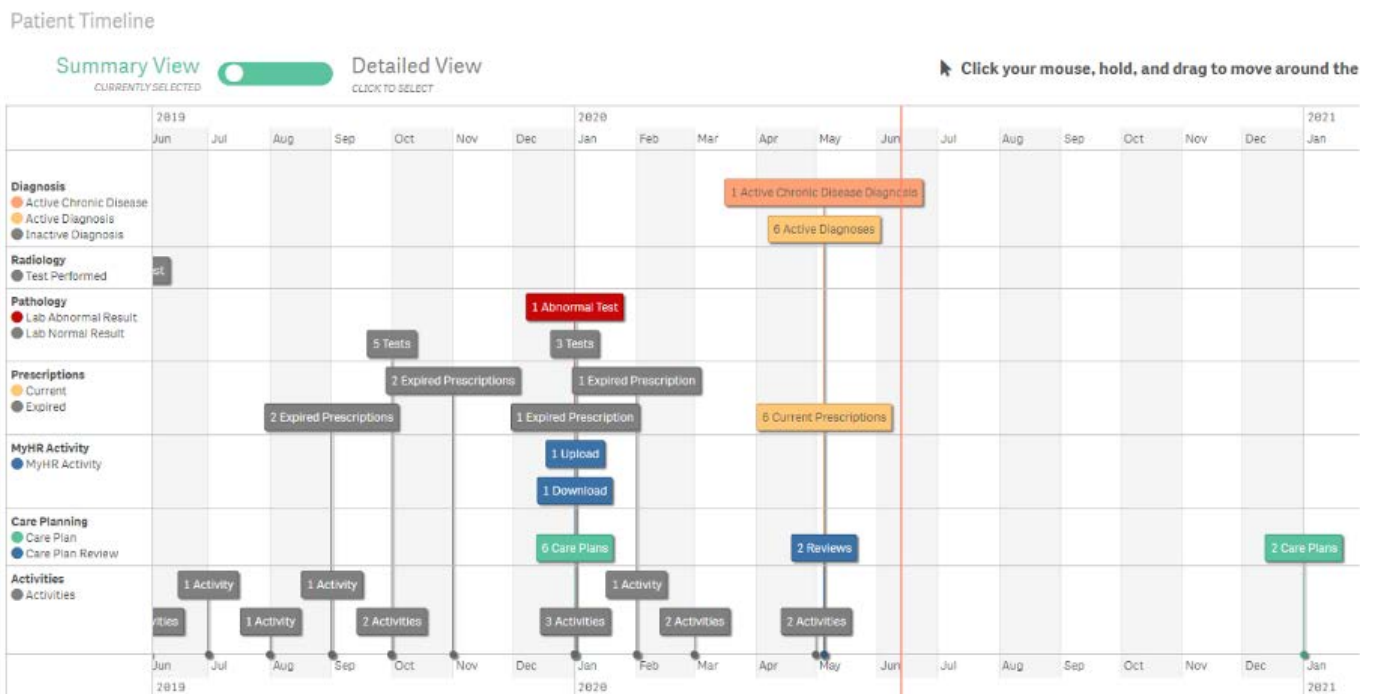 Patient Timeline
Summary View
CURRENTLY SELECTED
Detailed View
CLICK TO SELECT
Click your mouse, hold, and drag to move around the
2019 2020 2021
Jun Jul Aug Sep Oct Nov Dec Jan Feb Mar Apr May Jun Jul Aug Sep Oct Nov Dec Jan
Diagnosis
Active Chronic Disease
Active Diagnosis
Inactive Diagnosis
1 Active Chronic Disease Diagnosis
6 Active Diagnoses
Radiology
Test Performed
st
Pathology
Lab Abnormal Result
Lab Normal Result
1 Abnormal Test
5 Tests 3 Tests
Prescriptions
Current
Expired
2 Expired Prescriptions 1 Expired Prescription
2 Expired Prescriptions 1 Expired Prescription 6 Current Prescriptions
MyHR Activity
MyHR Activity
1 Upload
1 Download
Care Planning
Care Plan
Care Plan Review
6 Care Plans 2 Reviews 2 Care Plans
Activities
Activities
1 Activity 1 Activity 1 Activity
vities 1 Activity 2 Activities 3 Activities 2 Activities 2 Activities
Jun Jul Aug Sep Oct Nov Dec Jan Feb Mar Apr May Jun Jul Aug Sep Oct Nov Dec Jan
2019 2020 2021